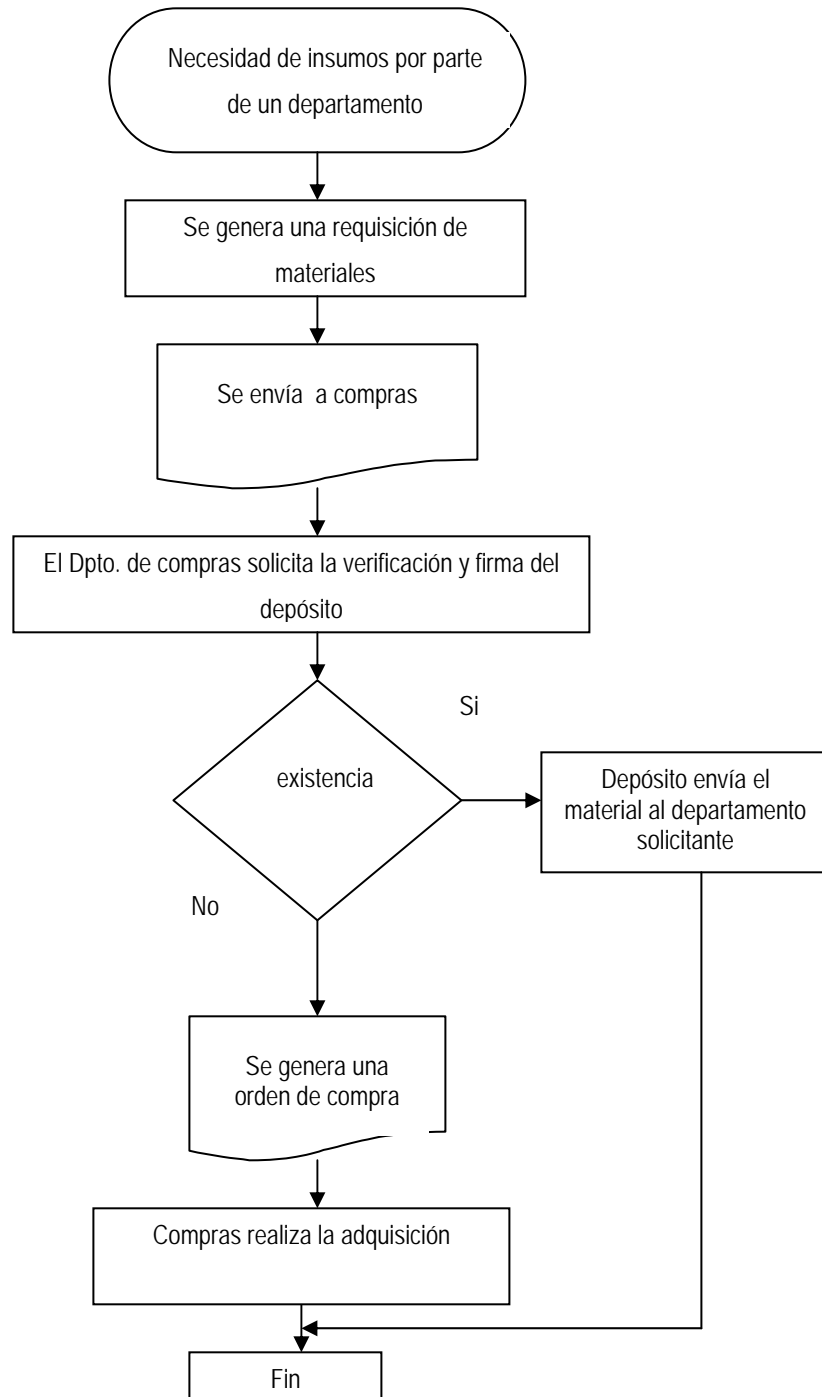 Necesidad de insumos por parte
de un departamento
Se genera una requisición de
materiales
Se envía a compras
El Dpto. de compras solicita la verificación y firma del
depósito
Si
existencia
Depósito envía el
material al departamento
solicitante
No
Se genera una
orden de compra
Compras realiza la adquisición
Fin